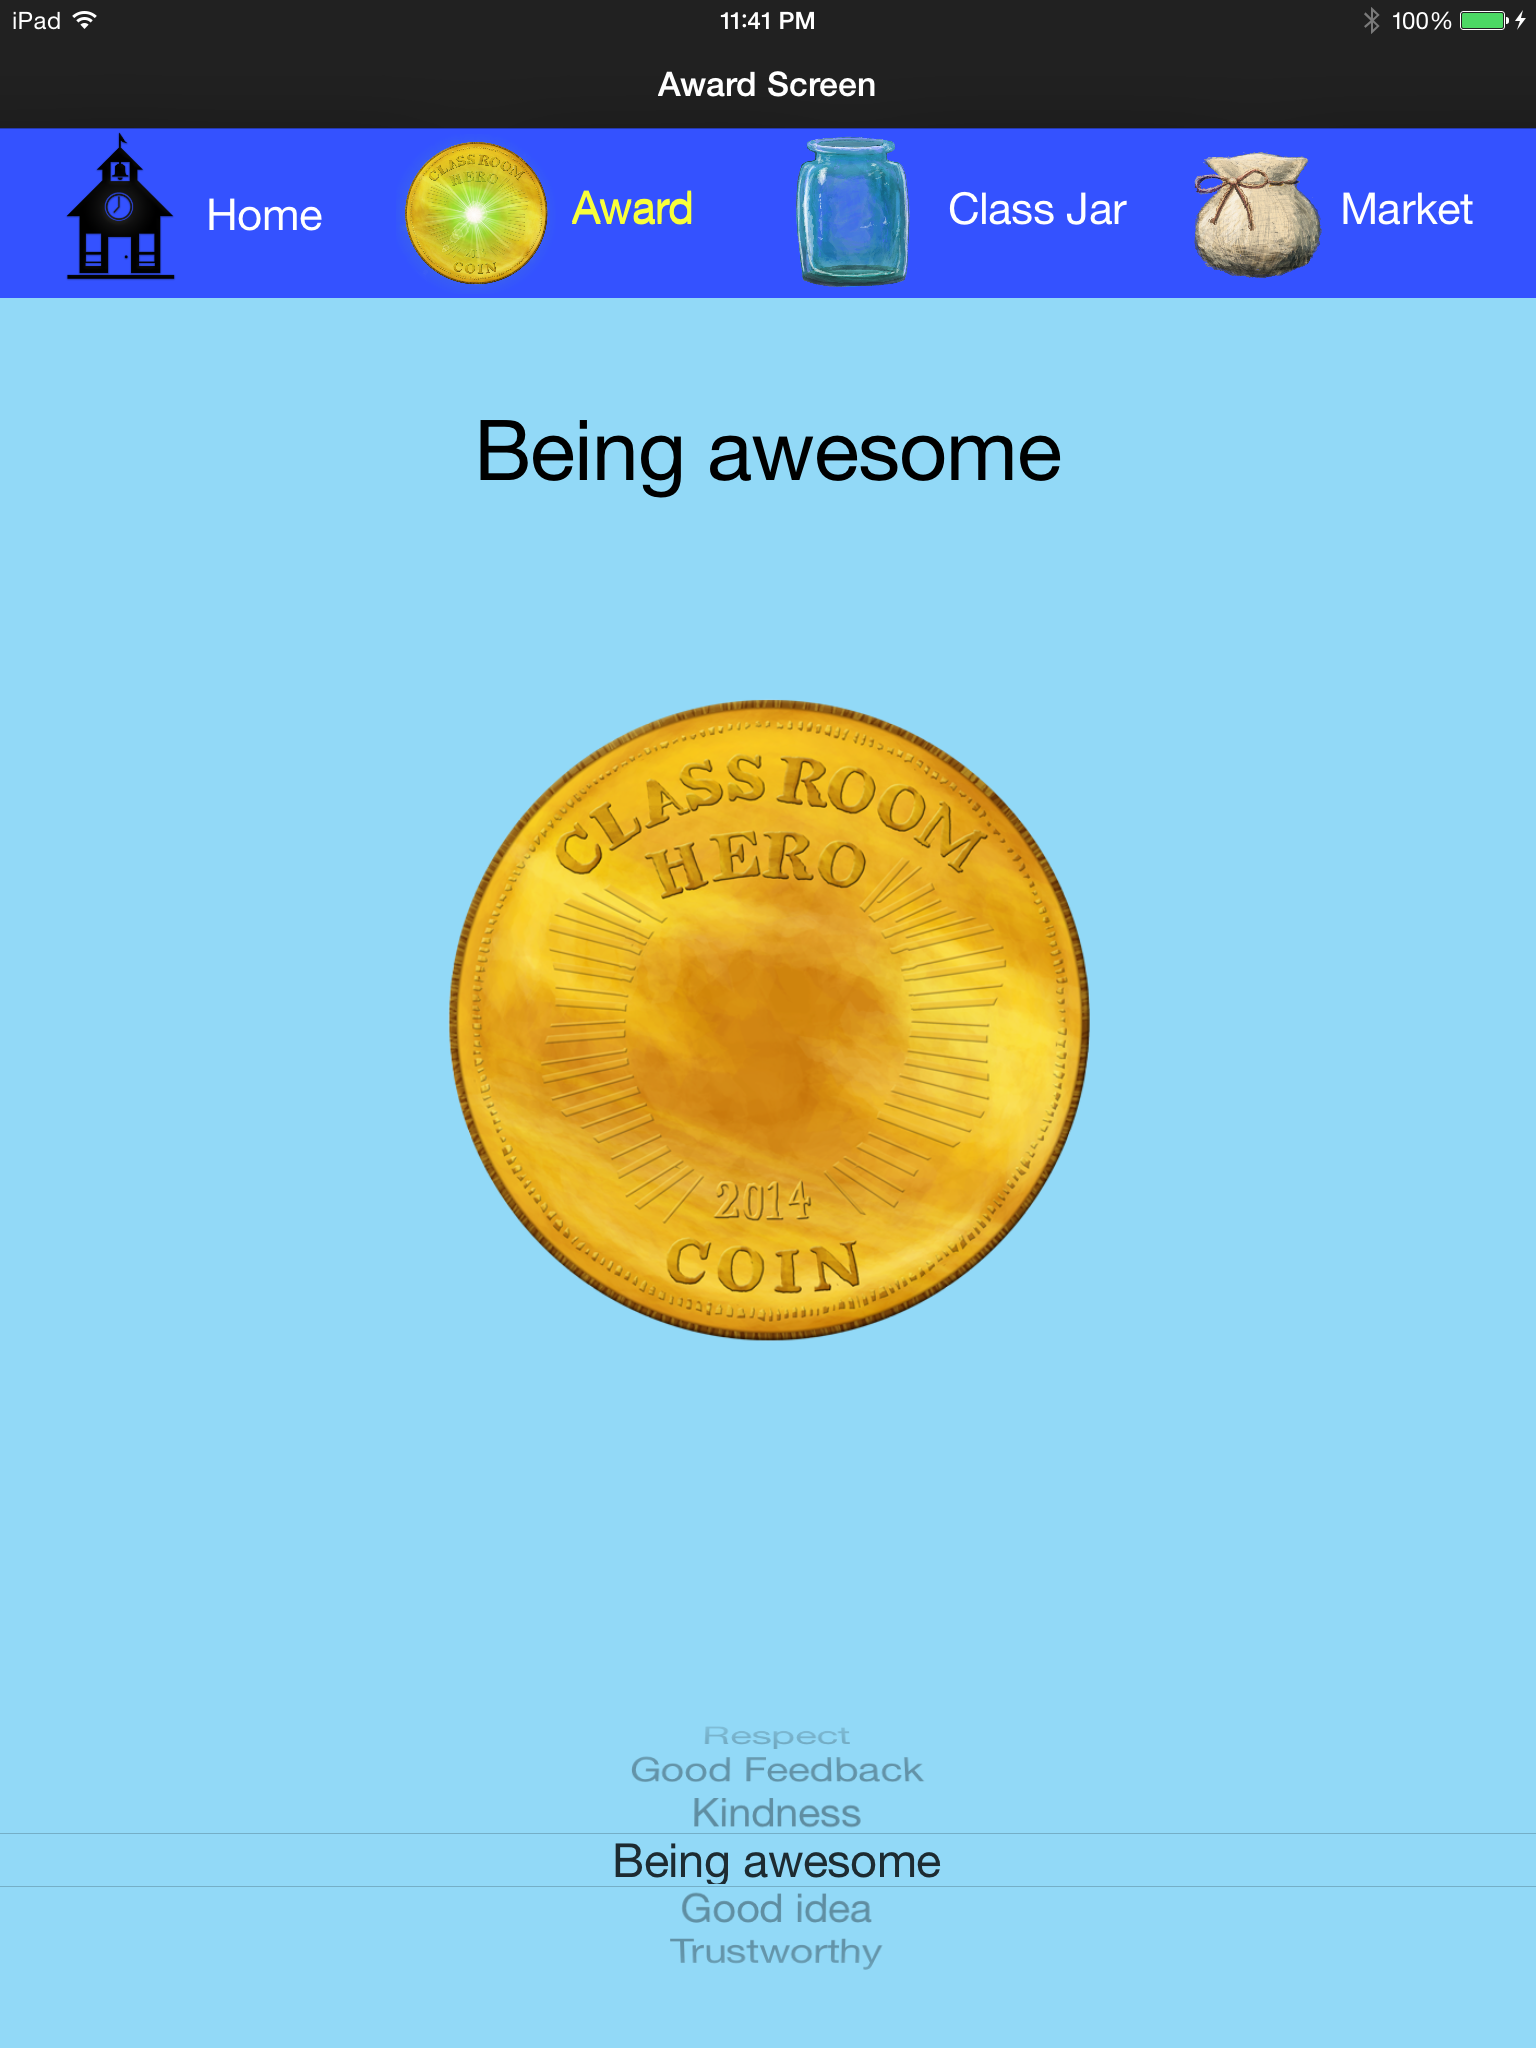 iPad 11:41 PM 100%
Award Screen
CLASSROOM
HERO
COIN
Home Award Class Jar Market
Being awesome
CLASSROOM
HERO
2014
COIN
Respect
Good Feedback
Kindness
Being awesome
Good idea
Trustworthy